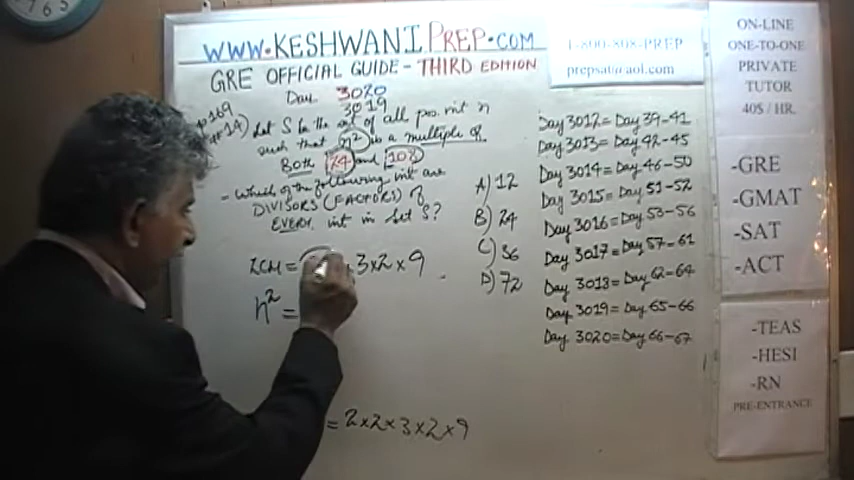 WWW.KESHWANIPREP.COM
GRE OFFICIAL GUIDE - THIRD EDITION
1-800-808-PREP
prepsat@aol.com
ON-LINE
ONE-TO-ONE
PRIVATE
TUTOR
40$ / HR.
Day 3020
3019
p169
#19) Let S be the set of all pos. int n
such that n² is a multiple of
Both 24 and 108
- Which of the following int are
DIVISORS (FACTORS) of
EVERY int in set S?
A) 12
B) 24
C) 36
D) 72
LCM = 3x2x9
n² =
= 2x2x3x2x9
Day 3012 = Day 39-41
Day 3013 = Day 42-45
Day 3014 = Day 46-50
Day 3015 = Day 51-52
Day 3016 = Day 53-56
Day 3017 = Day 57-61
Day 3018 = Day 62-64
Day 3019 = Day 65-66
Day 3020 = Day 66-67
-GRE
-GMAT
-SAT
-ACT
-TEAS
-HESI
-RN
PRE-ENTRANCE